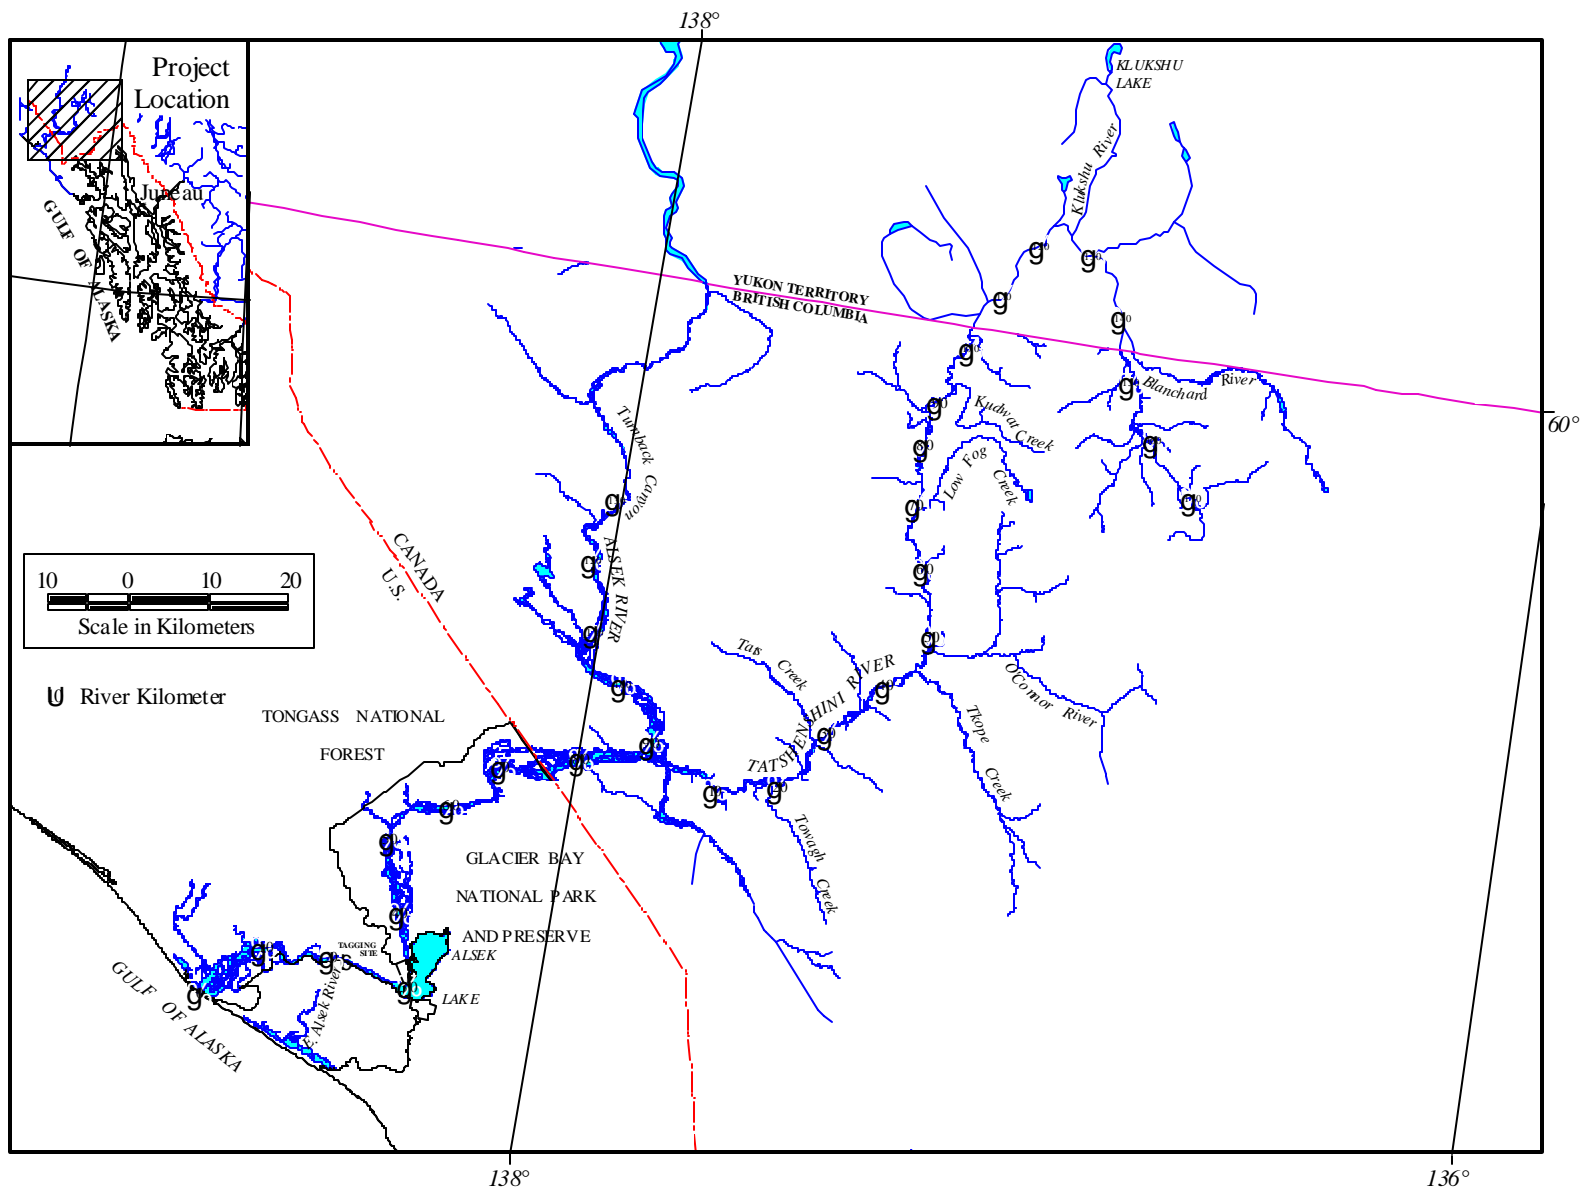 138°
Project
Location
Juneau
GULF OF ALASKA
KLUKSHU
LAKE
Klukshu River
YUKON TERRITORY
BRITISH COLUMBIA
Blanchard River
60°
Kudwat Creek
Low Fog Creek
Turnback Canyon
ALSEK RIVER
CANADA
U.S.
10 0 10 20
Scale in Kilometers
River Kilometer
TONGASS NATIONAL
FOREST
Tats Creek
TATSHENSHINI RIVER
O'Connor River
Tkope Creek
Towagh Creek
GLACIER BAY
NATIONAL PARK
AND PRESERVE
TAGGING
SITE
ALSEK
LAKE
E. Alsek River
GULF OF ALASKA
138°
136°